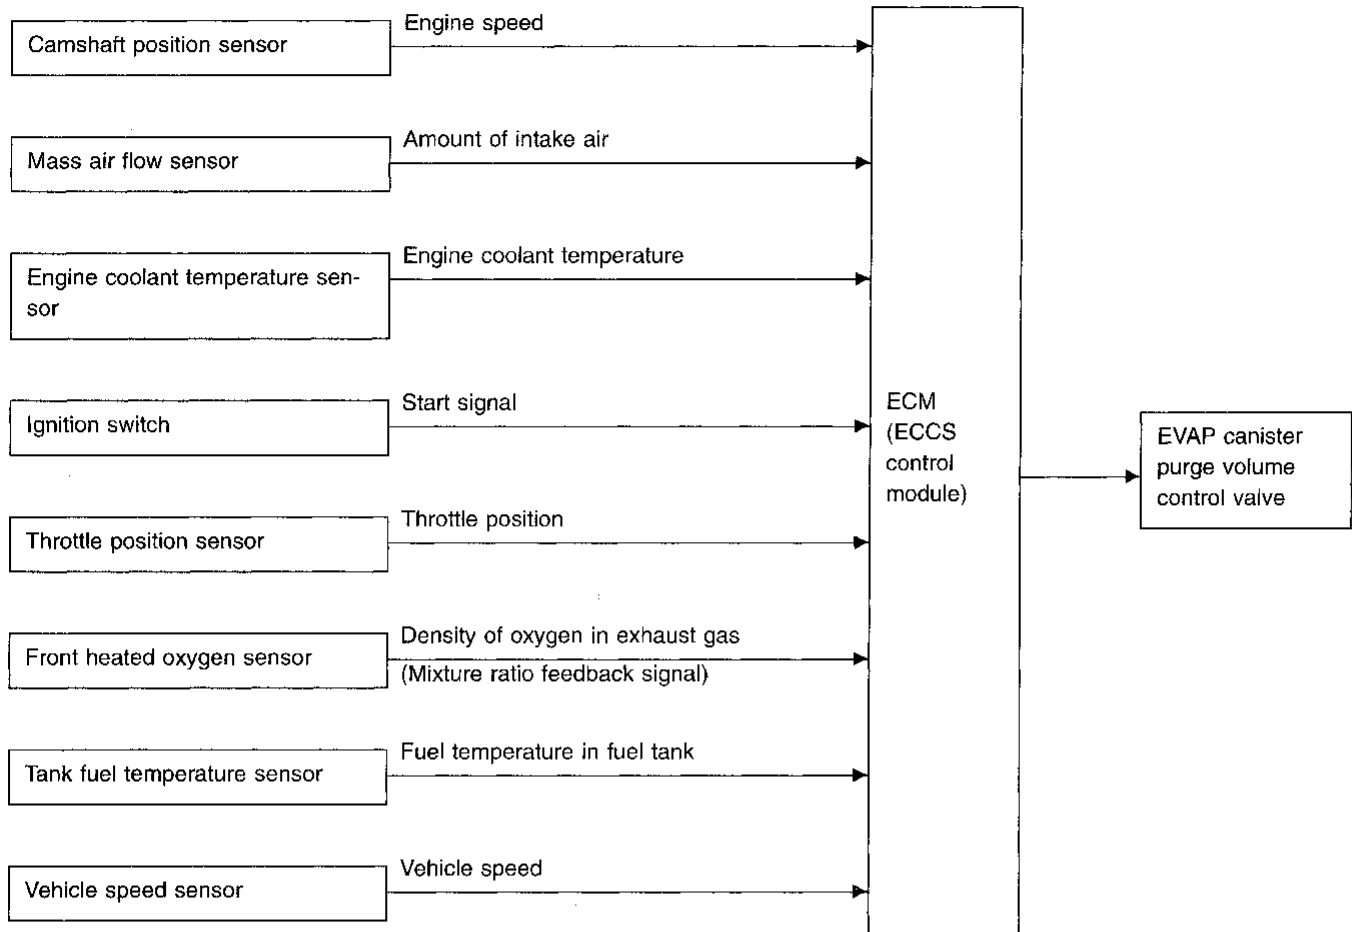 Camshaft position sensor
Engine speed
Mass air flow sensor
Amount of intake air
Engine coolant temperature sen-
sor
Engine coolant temperature
Ignition switch
Start signal
Throttle position sensor
Throttle position
Front heated oxygen sensor
Density of oxygen in exhaust gas
(Mixture ratio feedback signal)
Tank fuel temperature sensor
Fuel temperature in fuel tank
Vehicle speed sensor
Vehicle speed
ECM
(ECCS
control
module)
EVAP canister
purge volume
control valve